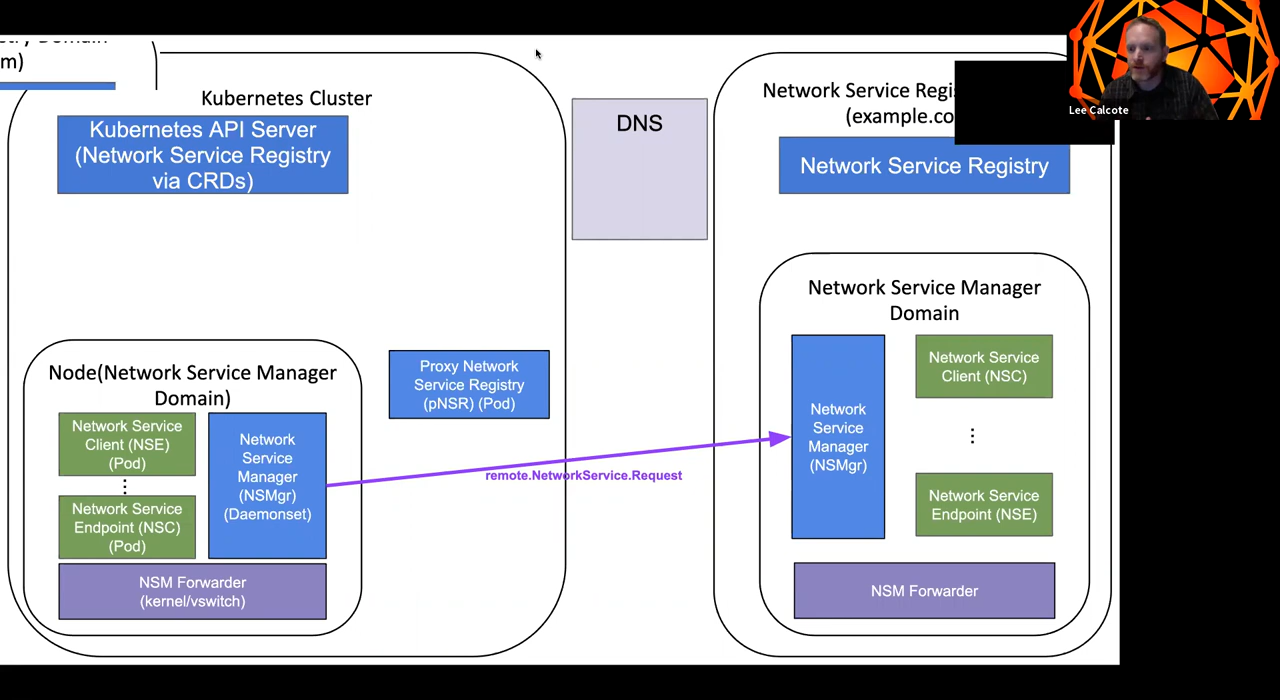 m)
Kubernetes Cluster
Kubernetes API Server
(Network Service Registry
via CRDs)
DNS
Network Service Regis
(example.co
Lee Calcote
Network Service Registry
Network Service Manager
Domain
Network
Service
Manager
(NSMgr)
Network Service
Client (NSC)
Network Service
Endpoint (NSE)
NSM Forwarder
Node(Network Service Manager
Domain)
Network Service
Client (NSE)
(Pod)
Network Service
Endpoint (NSC)
(Pod)
Network
Service
Manager
(NSMgr)
(Daemonset)
NSM Forwarder
(kernel/vswitch)
Proxy Network
Service Registry
(pNSR) (Pod)
remote.NetworkService.Request